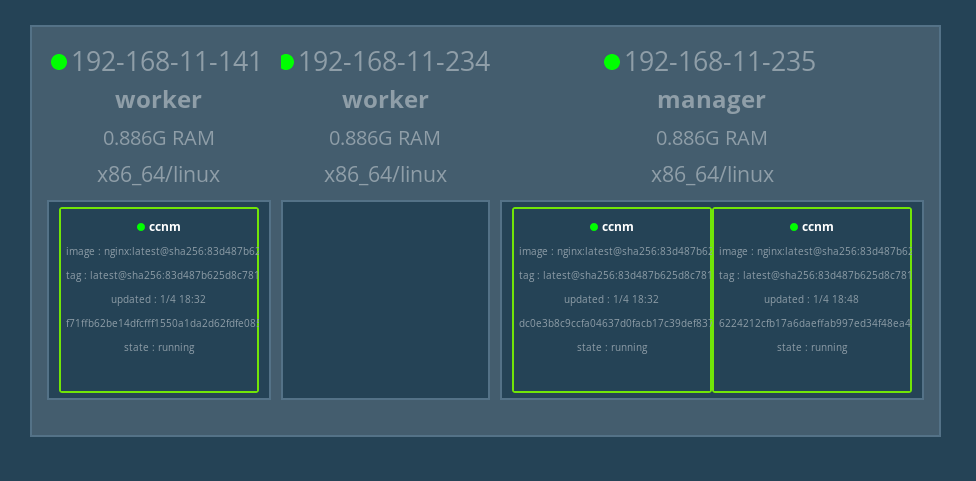 192-168-11-141
worker
0.886G RAM
x86_64/linux
ccnm
image : nginx:latest@sha256:83d487b62
tag : latest@sha256:83d487b625d8c781
updated : 1/4 18:32
f71ffb62be14dfcfff1550a1da2d62fdfe08
state : running
192-168-11-234
worker
0.886G RAM
x86_64/linux
192-168-11-235
manager
0.886G RAM
x86_64/linux
ccnm
image : nginx:latest@sha256:83d487b62
tag : latest@sha256:83d487b625d8c781
updated : 1/4 18:32
dc0e3b8c9ccfa04637d0facb17c39def837
state : running
ccnm
image : nginx:latest@sha256:83d487b62
tag : latest@sha256:83d487b625d8c781
updated : 1/4 18:48
6224212cfb17a6daeffab997ed34f48ea4
state : running